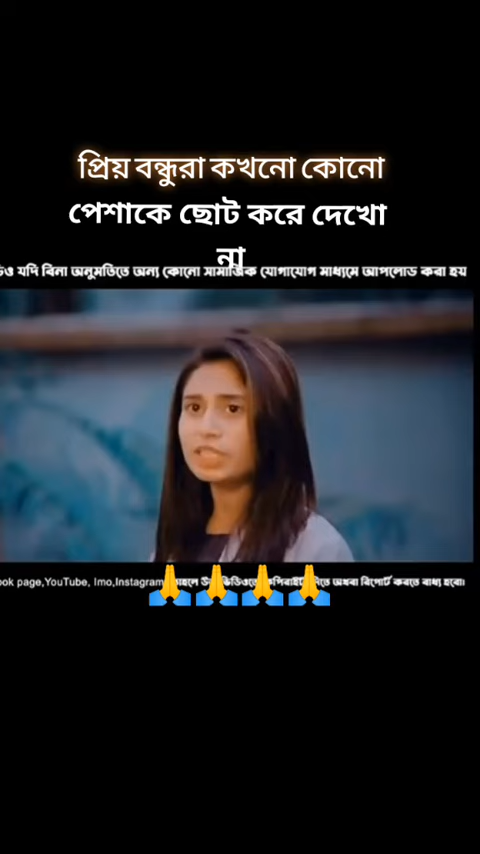 প্রিয় বন্ধুরা কখনো কোনো
পেশাকে ছোট করে দেখো
না
যদি বিনা অনুমতিতে অন্য কোনো সামাজিক যোগাযোগ মাধ্যমে আপলোড করা হয়
page,YouTube, Imo,Instagram অথবা রিপোর্ট করতে বাধ্য হবো।